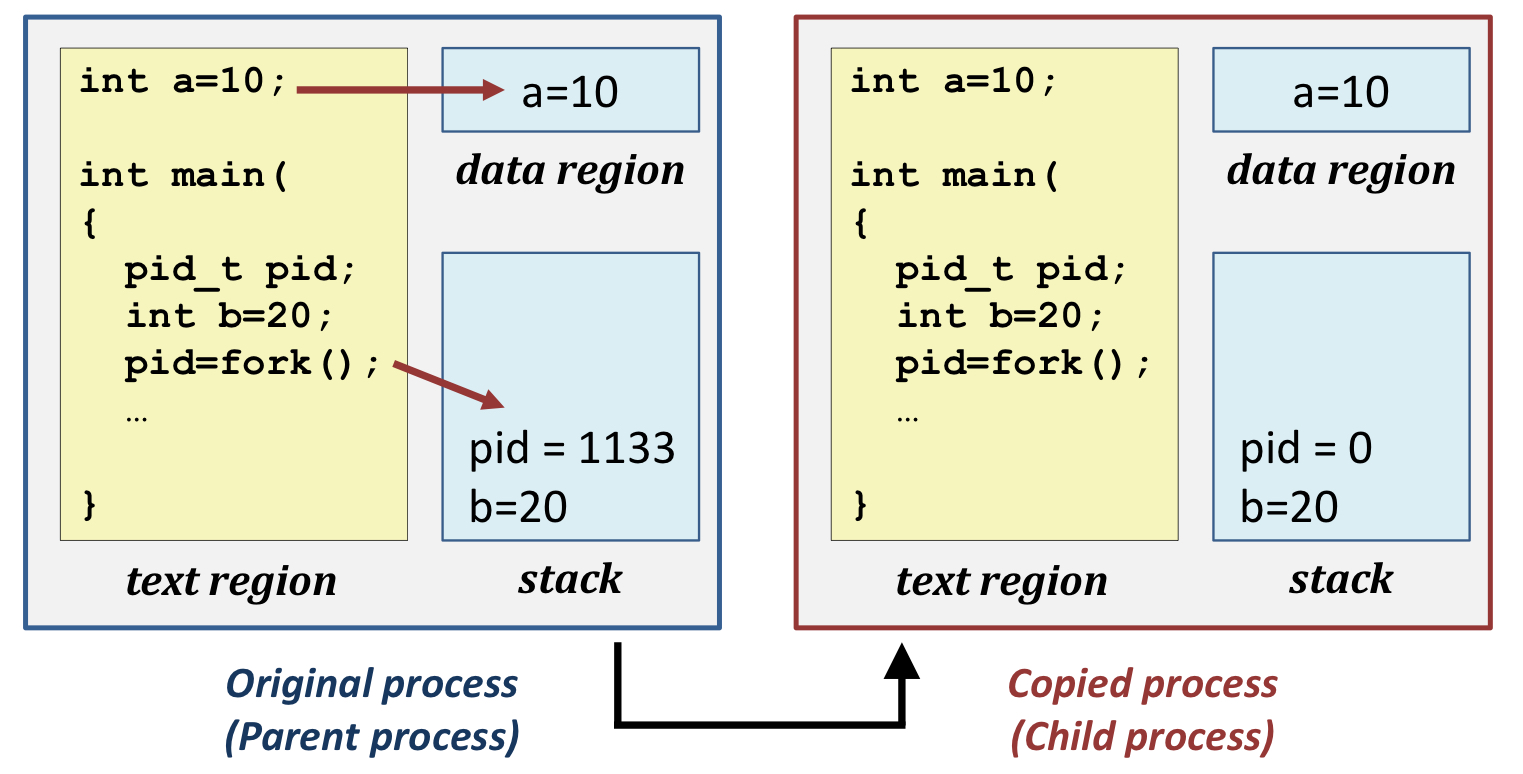 int a=10;
int main(
{
pid_t pid;
int b=20;
pid=fork();
…
}
text region
a=10
data region
pid = 1133
b=20
stack
Original process
(Parent process)
int a=10;
int main(
{
pid_t pid;
int b=20;
pid=fork();
…
}
text region
a=10
data region
pid = 0
b=20
stack
Copied process
(Child process)